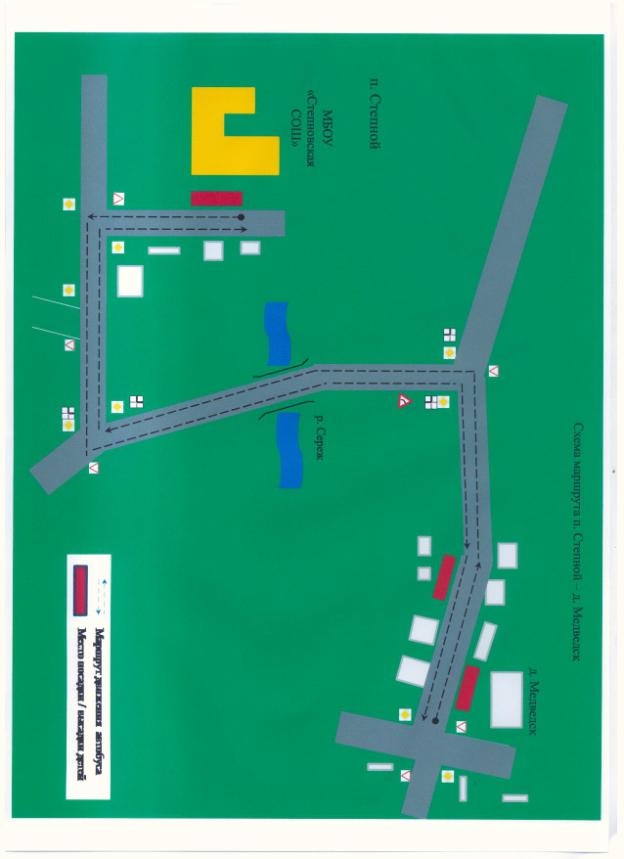 Схема маршрута п. Степной – д. Медведск
п. Степной
МБОУ
«Степновская
СОШ»
р. Сереж
д. Медведск
Маршрут движения автобуса
Место посадки / высадки детей